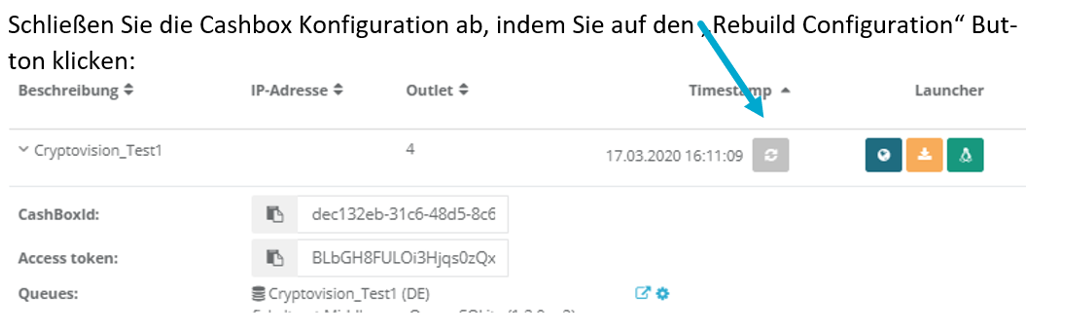 Schließen Sie die Cashbox Konfiguration ab, indem Sie auf den „Rebuild Configuration“ But-
ton klicken:
Beschreibung IP-Adresse Outlet Timestamp Launcher
Cryptovision_Test1 4 17.03.2020 16:11:09
CashBoxId: dec132eb-31c6-48d5-8c6
Access token: BLbGH8FULOi3Hjqs0zQx
Queues: Cryptovision_Test1 (DE)